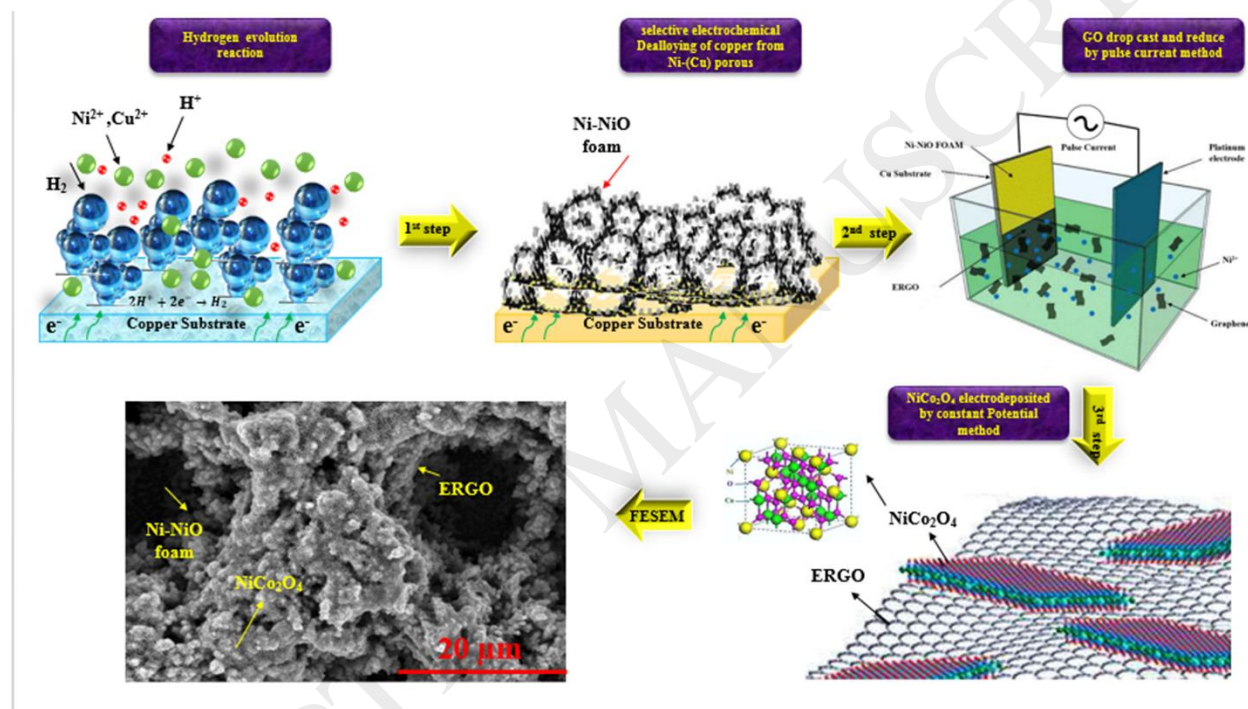 Hydrogen evolution
reaction
selective electrochemical
Dealloying of copper from
Ni-(Cu) porous
GO drop cast and reduce
by pulse current method
Ni²⁺,Cu²⁺
H⁺
H₂
2H⁺ + 2e⁻ → H₂
e⁻
Copper Substrate
e⁻
1st step
Ni-NiO
foam
e⁻
Copper Substrate
e⁻
2nd step
Pulse Current
Ni-NiO FOAM
Cu Substrate
Platinum
electrode
ERGO
Ni²⁺
Graphene
NiCo₂O₄ electrodeposited
by constant Potential
method
3rd step
Ni
O
Co
NiCo₂O₄
ERGO
FESEM
ERGO
Ni-NiO
foam
NiCo₂O₄
20 µm
MANUSCR